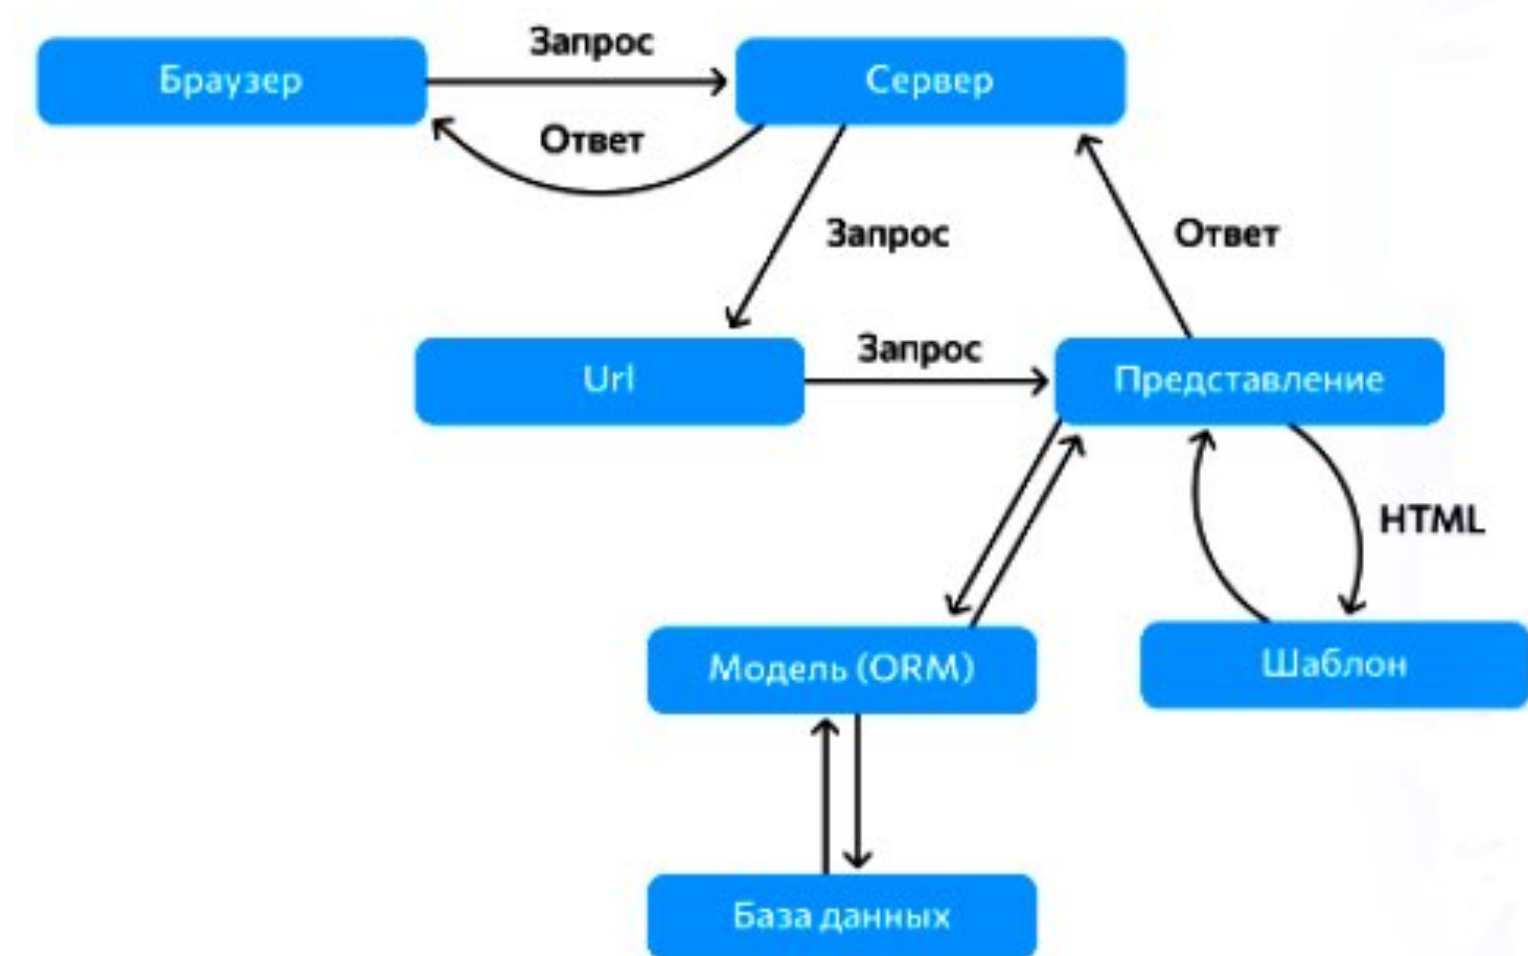 Запрос
Браузер
Сервер
Ответ
Запрос
Ответ
Запрос
Url
Представление
HTML
Модель (ORM)
Шаблон
База данных